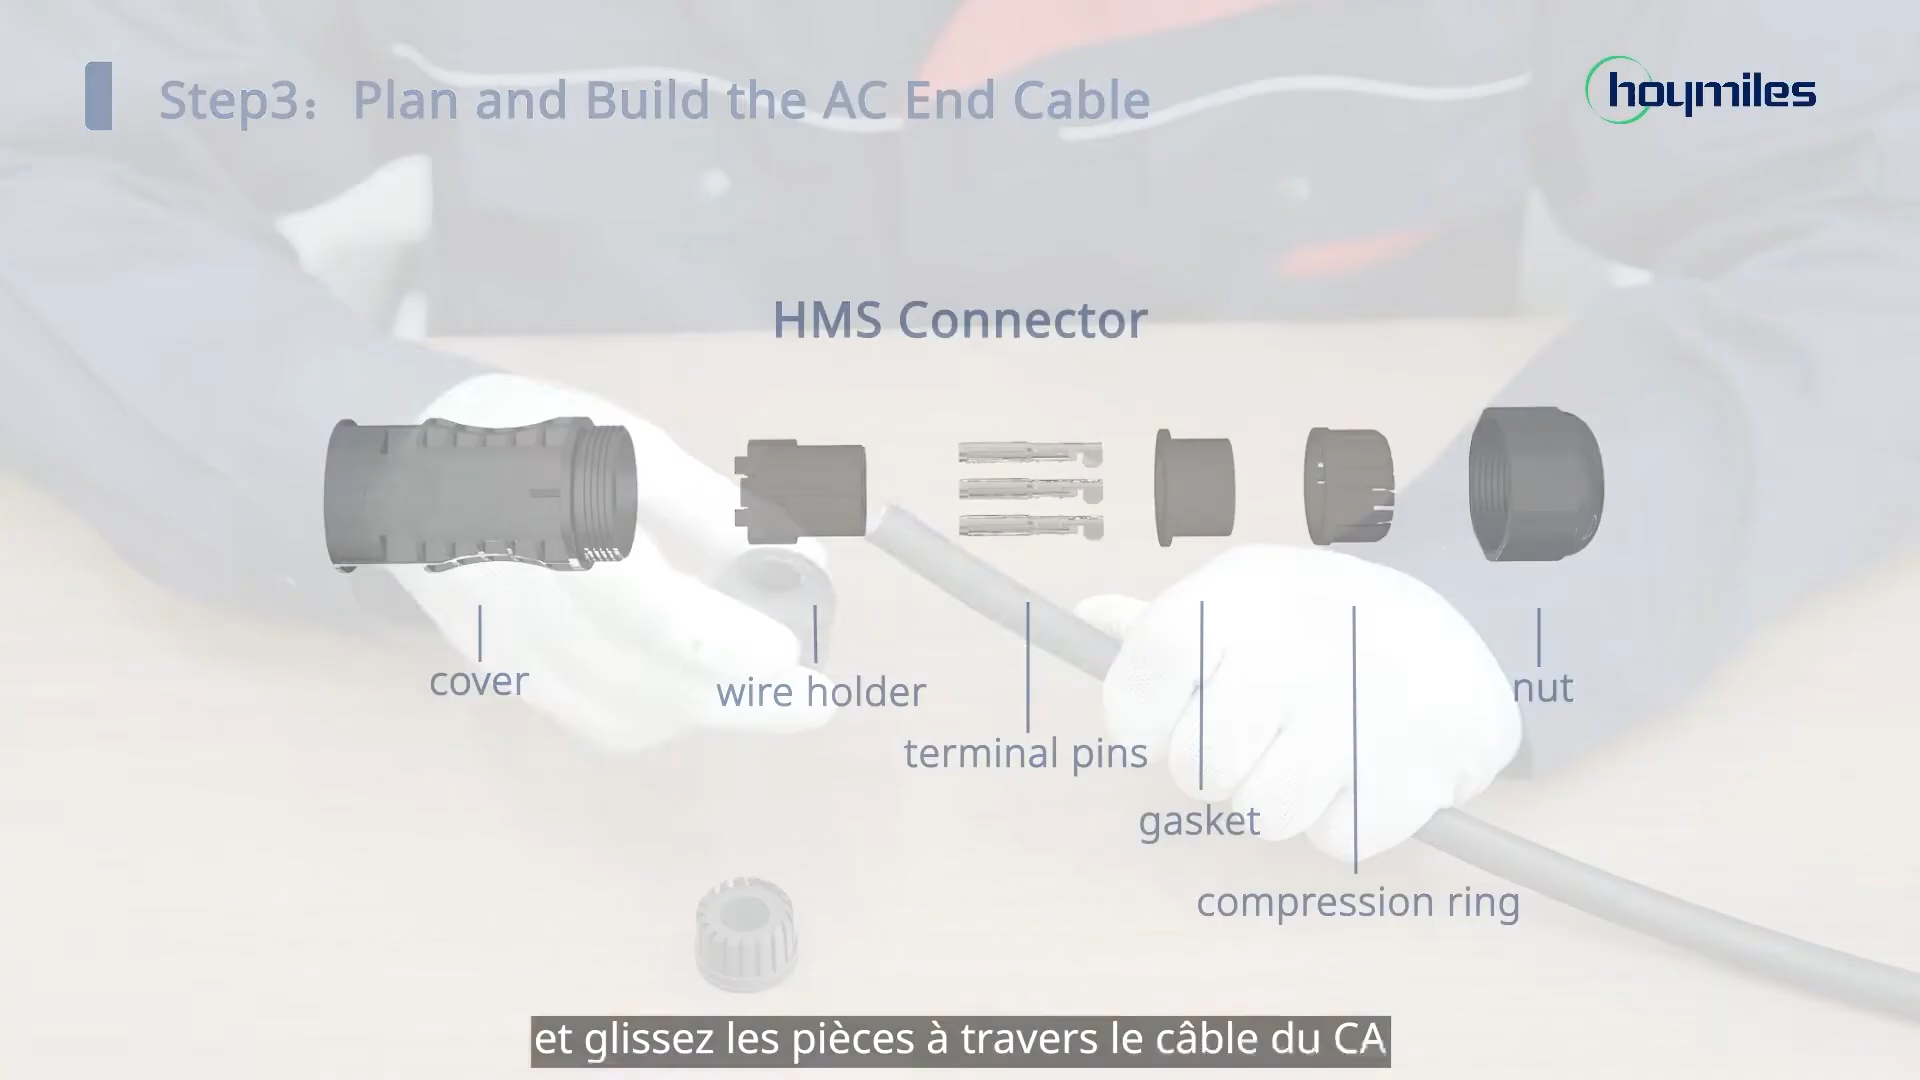 Step3： Plan and Build the AC End Cable
hoymiles
HMS Connector
cover
wire holder
nut
terminal pins
gasket
compression ring
et glissez les pièces à travers le câble du CA